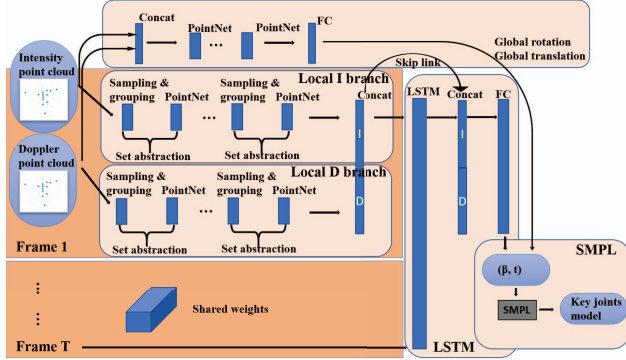 Concat
PointNet
PointNet
FC
Global rotation
Global translation
Intensity
point cloud
Skip link
Local I branch
Sampling &
grouping
PointNet
Sampling &
grouping
PointNet
...
Set abstraction
Set abstraction
Concat
LSTM
Concat
FC
I
I
Doppler
point cloud
Local D branch
Sampling &
grouping
PointNet
Sampling &
grouping
PointNet
...
Set abstraction
Set abstraction
D
D
Frame 1
SMPL
(β, t)
SMPL
Key joints
model
Shared weights
Frame T
LSTM